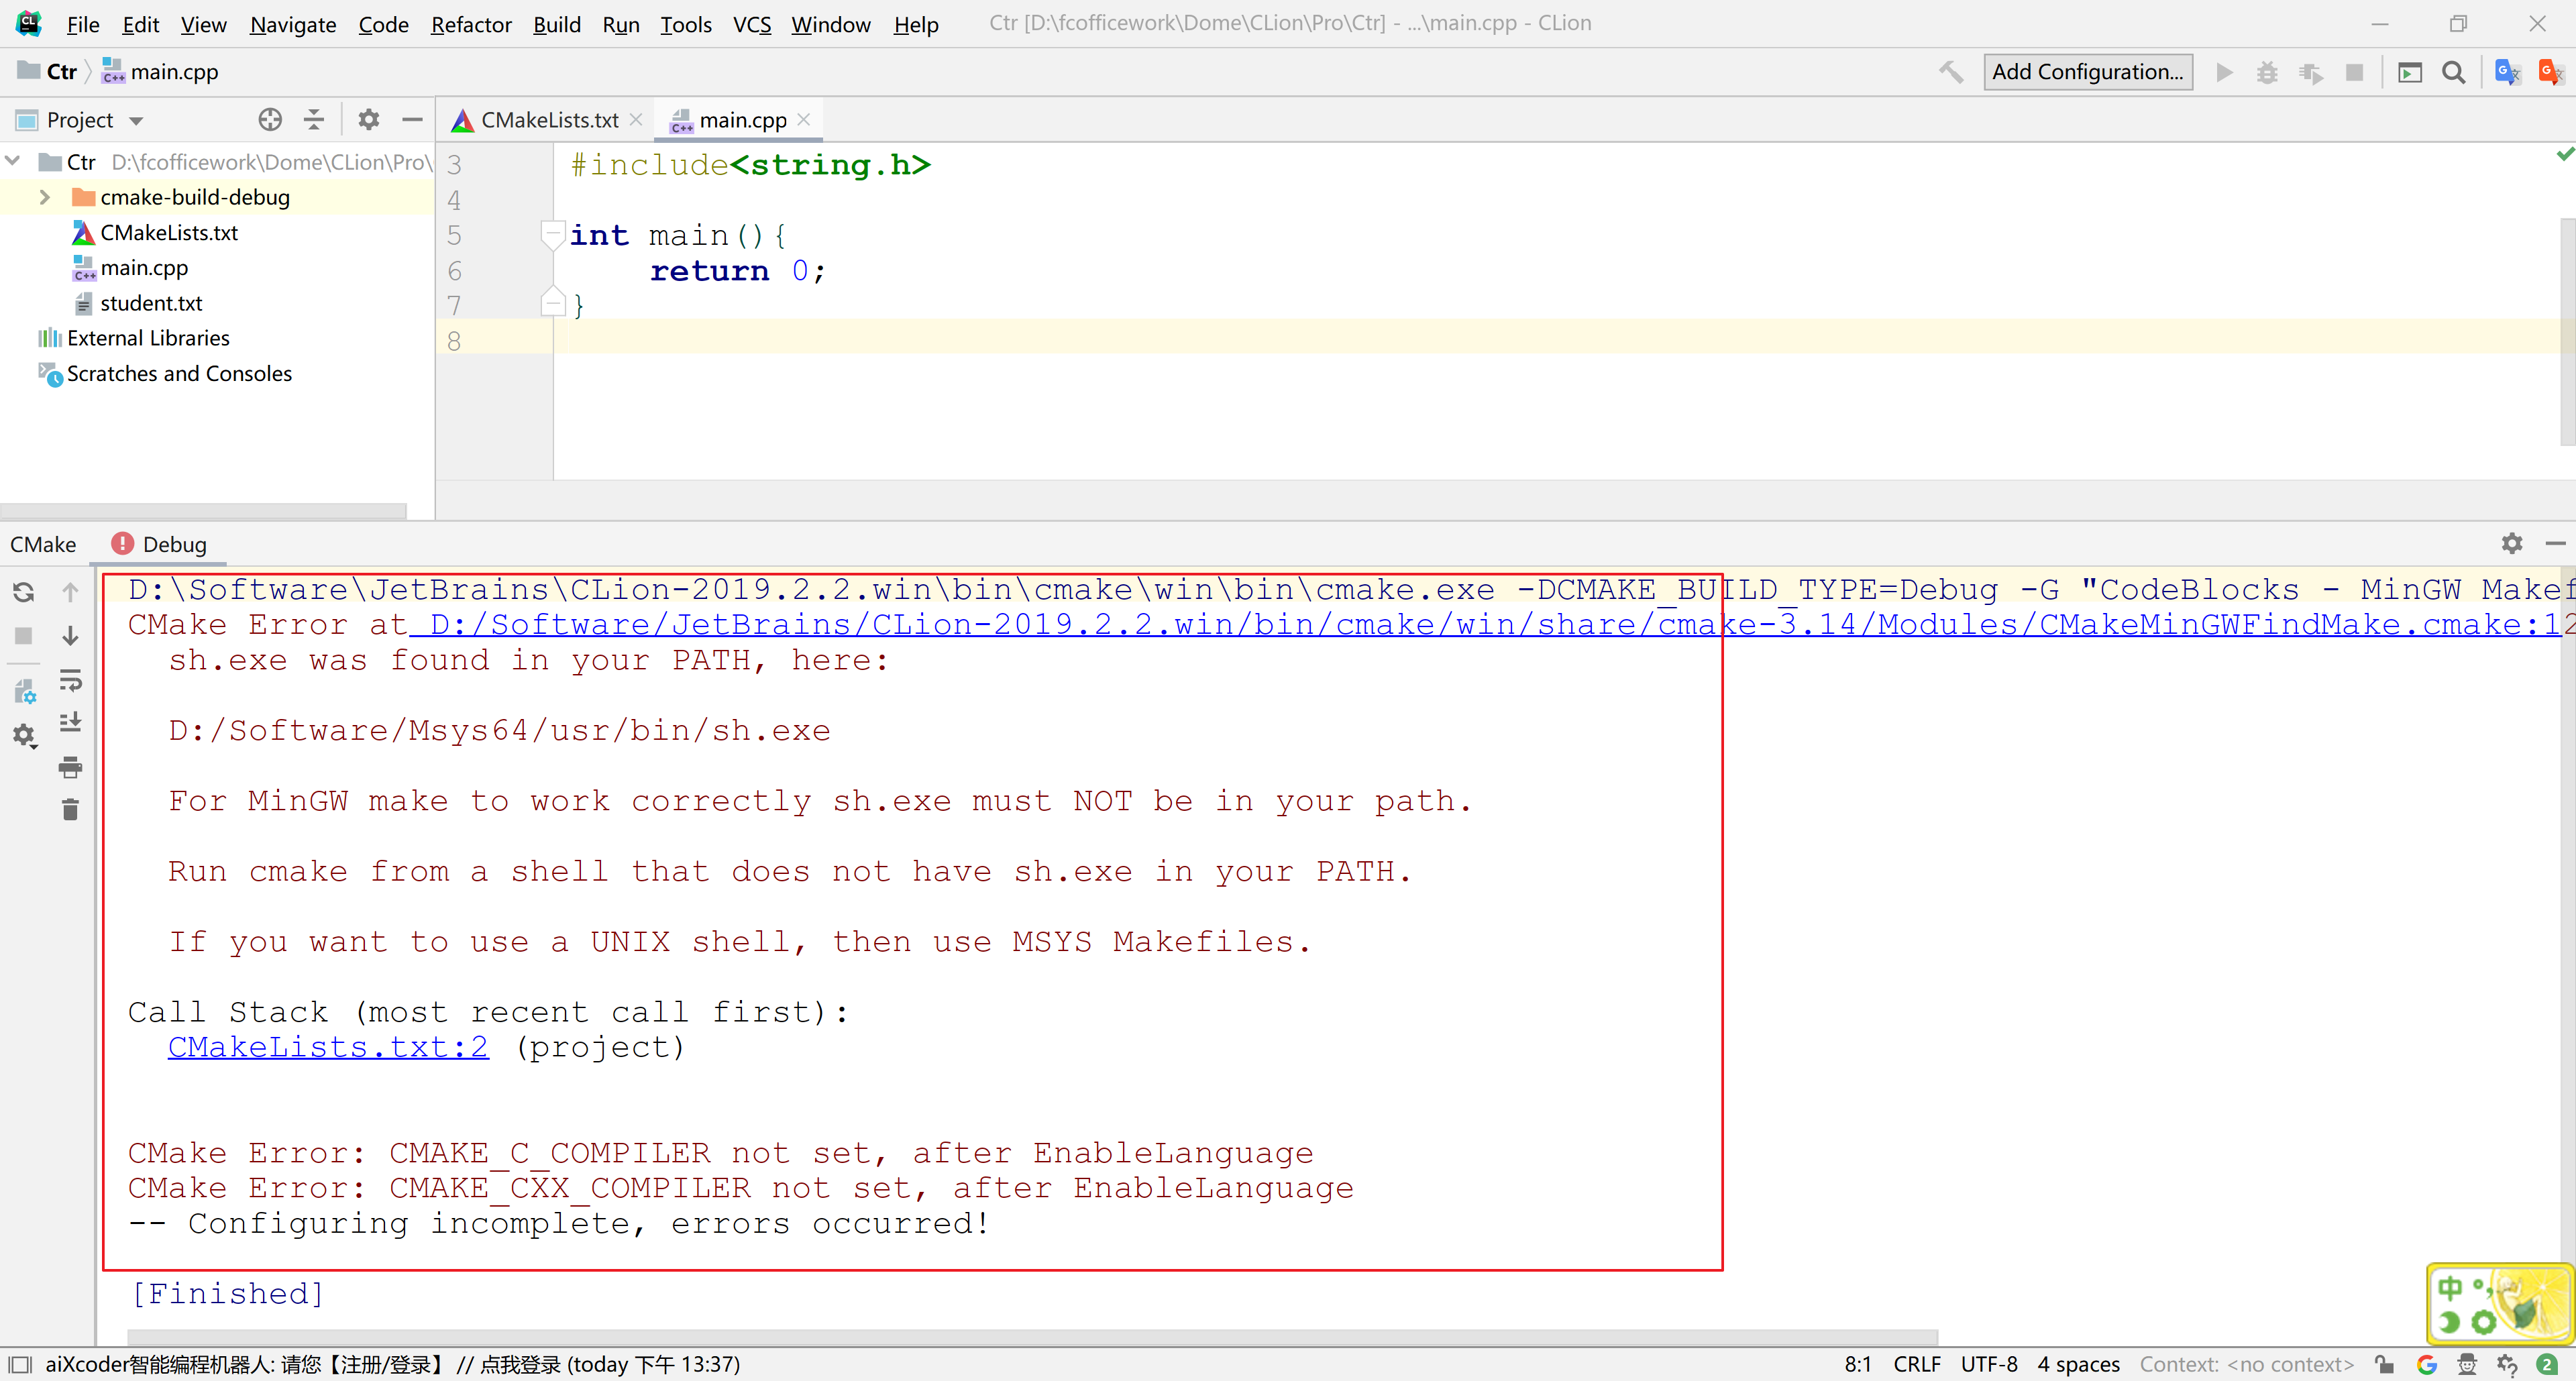 File Edit View Navigate Code Refactor Build Run Tools VCS Window Help Ctr [D:\fcofficework\Dome\CLion\Pro\Ctr] - ...\main.cpp - CLion
Ctr main.cpp Add Configuration...
Project CMakeLists.txt main.cpp
Ctr D:\fcofficework\Dome\CLion\Pro\
cmake-build-debug
CMakeLists.txt
main.cpp
student.txt
External Libraries
Scratches and Consoles
3 #include<string.h>
4
5 int main(){
6 return 0;
7 }
8
CMake Debug
D:\Software\JetBrains\CLion-2019.2.2.win\bin\cmake\win\bin\cmake.exe -DCMAKE_BUILD_TYPE=Debug -G "CodeBlocks - MinGW Makef
CMake Error at D:/Software/JetBrains/CLion-2019.2.2.win/bin/cmake/win/share/cmake-3.14/Modules/CMakeMinGWFindMake.cmake:12
sh.exe was found in your PATH, here:
D:/Software/Msys64/usr/bin/sh.exe
For MinGW make to work correctly sh.exe must NOT be in your path.
Run cmake from a shell that does not have sh.exe in your PATH.
If you want to use a UNIX shell, then use MSYS Makefiles.
Call Stack (most recent call first):
CMakeLists.txt:2 (project)
CMake Error: CMAKE_C_COMPILER not set, after EnableLanguage
CMake Error: CMAKE_CXX_COMPILER not set, after EnableLanguage
-- Configuring incomplete, errors occurred!
[Finished]
中
aiXcoder智能编程机器人: 请您【注册/登录】 // 点我登录 (today 下午 13:37) 8:1 CRLF UTF-8 4 spaces Context: <no context> 2